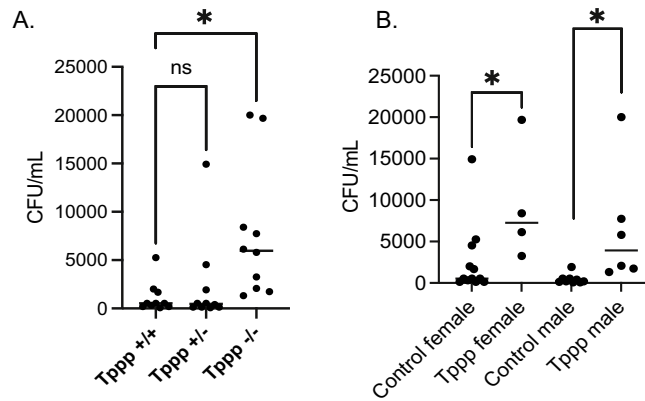 A.
*
ns
25000
20000
15000
10000
5000
0
CFU/mL
Tppp +/+
Tppp +/-
Tppp -/-
B.
*
*
25000
20000
15000
10000
5000
0
CFU/mL
Control female
Tppp female
Control male
Tppp male